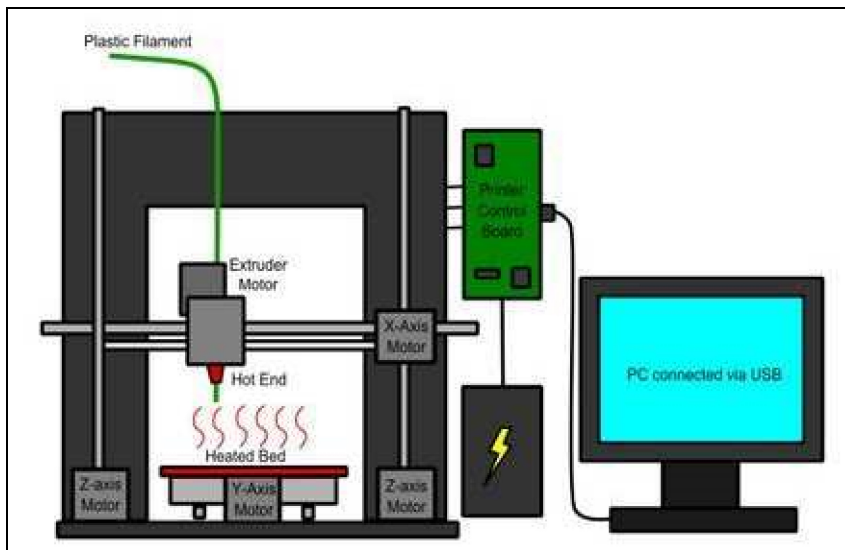 Plastic Filament
Printer
Control
Board
Extruder
Motor
X-Axis
Motor
PC connected via USB
Hot End
Heated Bed
Z-axis
Motor
Y-Axis
Motor
Z-axis
Motor